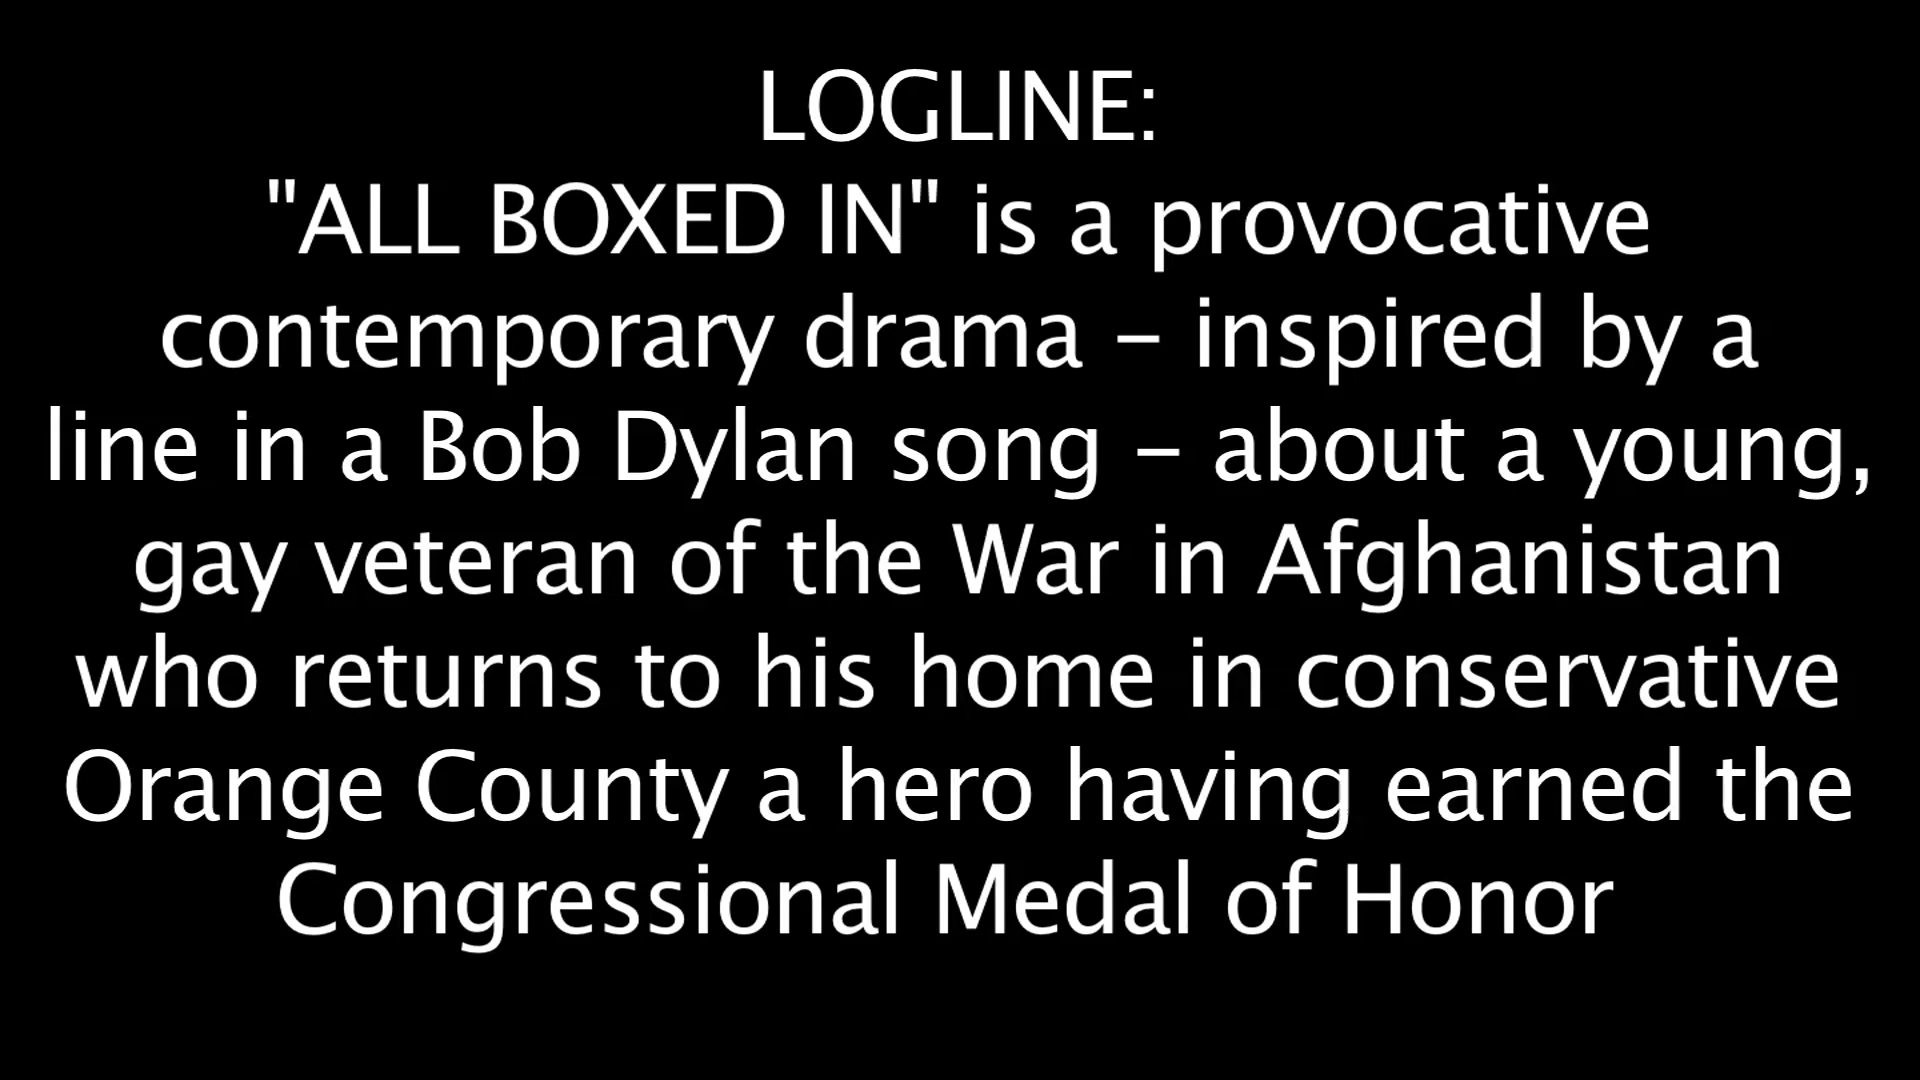 LOGLINE:
"ALL BOXED IN" is a provocative
contemporary drama – inspired by a
line in a Bob Dylan song – about a young,
gay veteran of the War in Afghanistan
who returns to his home in conservative
Orange County a hero having earned the
Congressional Medal of Honor